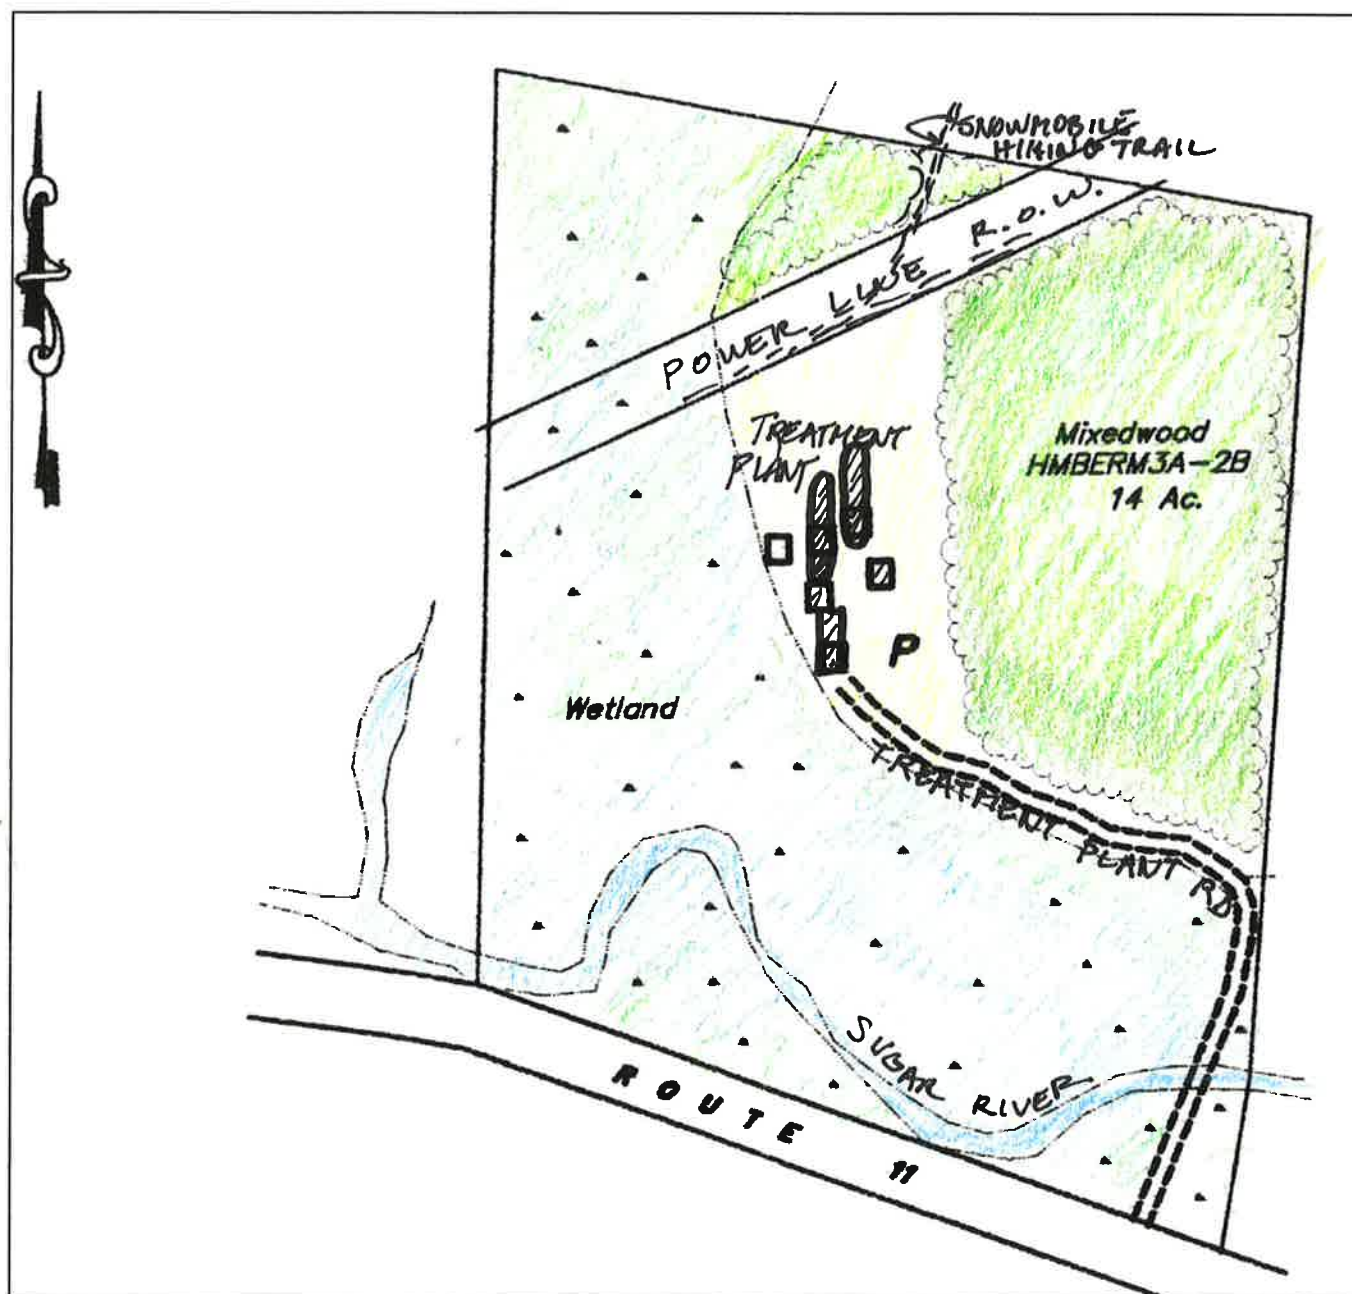 SNOWMOBILE
HIKING TRAIL
POWER LINE R.O.W.
TREATMENT
PLANT
Mixedwood
HMBERM3A-2B
14 Ac.
P
Wetland
TREATMENT PLANT RD
SUGAR RIVER
ROUTE 11